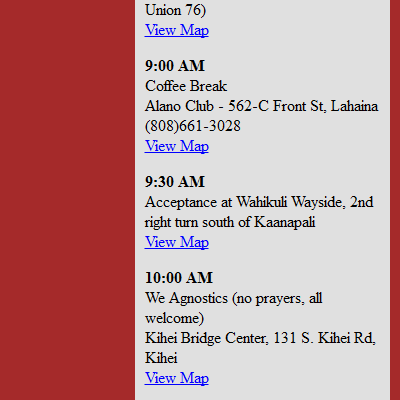 Union 76)
View Map
9:00 AM
Coffee Break
Alano Club - 562-C Front St, Lahaina
(808)661-3028
View Map
9:30 AM
Acceptance at Wahikuli Wayside, 2nd
right turn south of Kaanapali
View Map
10:00 AM
We Agnostics (no prayers, all
welcome)
Kihei Bridge Center, 131 S. Kihei Rd,
Kihei
View Map